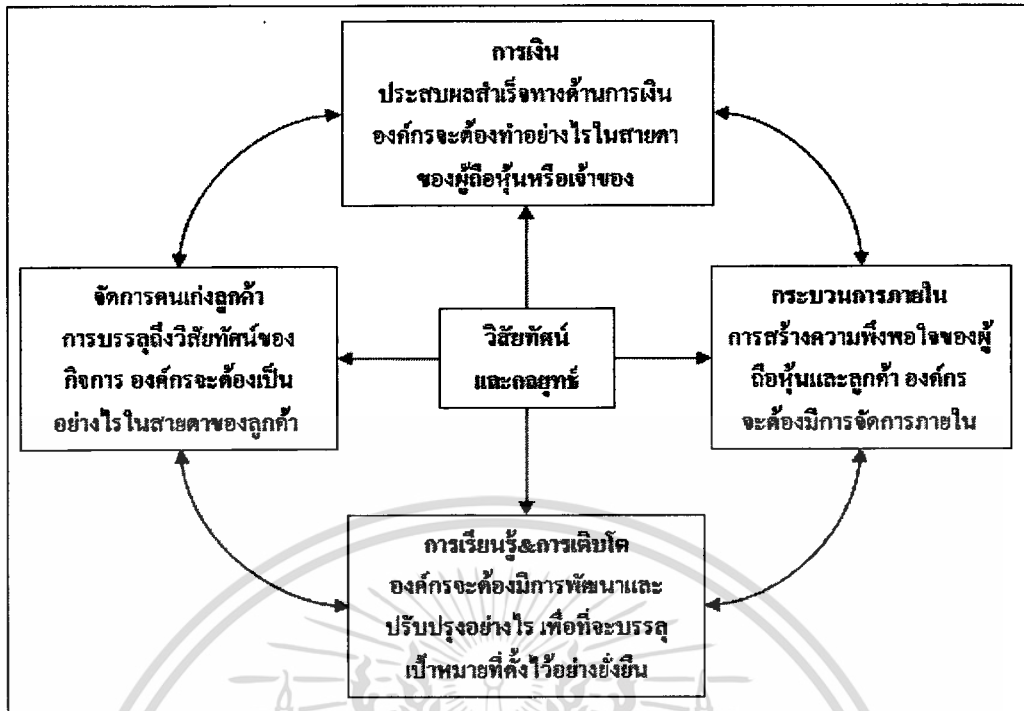 การเงิน
ประสบผลสำเร็จทางด้านการเงิน
องค์กรจะต้องทำอย่างไรในสายตา
ของผู้ถือหุ้นหรือเจ้าของ
จัดการคนเก่งลูกค้า
การบรรลุถึงวิสัยทัศน์ของ
กิจการ องค์กรจะต้องเป็น
อย่างไรในสายตาของลูกค้า
วิสัยทัศน์
และกลยุทธ์
กระบวนการภายใน
การสร้างความพึงพอใจของผู้
ถือหุ้นและลูกค้า องค์กร
จะต้องมีการจัดการภายใน
การเรียนรู้&การเติบโต
องค์กรจะต้องมีการพัฒนาและ
ปรับปรุงอย่างไร เพื่อที่จะบรรลุ
เป้าหมายที่ตั้งไว้อย่างยั่งยืน